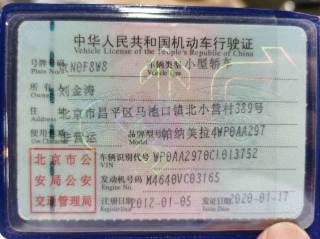 中华人民共和国机动车行驶证
Vehicle License of the People's Republic of China
号牌号码 N0F8W8 车辆类型 小型轿车
Plate No. Vehicle Type
所有人 刘金涛
Owner
住址 北京市昌平区马池口镇北小营村389号
Address
使用性质 非营运 品牌型号 帕纳美拉4WP0AA297
Use Character Model
北京市公 车辆识别代号 WP0AA2970CL013752
VIN
安局公安 发动机号码 M4640VC03165
Engine No.
交通管理局 注册日期 2012-01-05 发证日期 2020-01-17
Register Date Issue Date